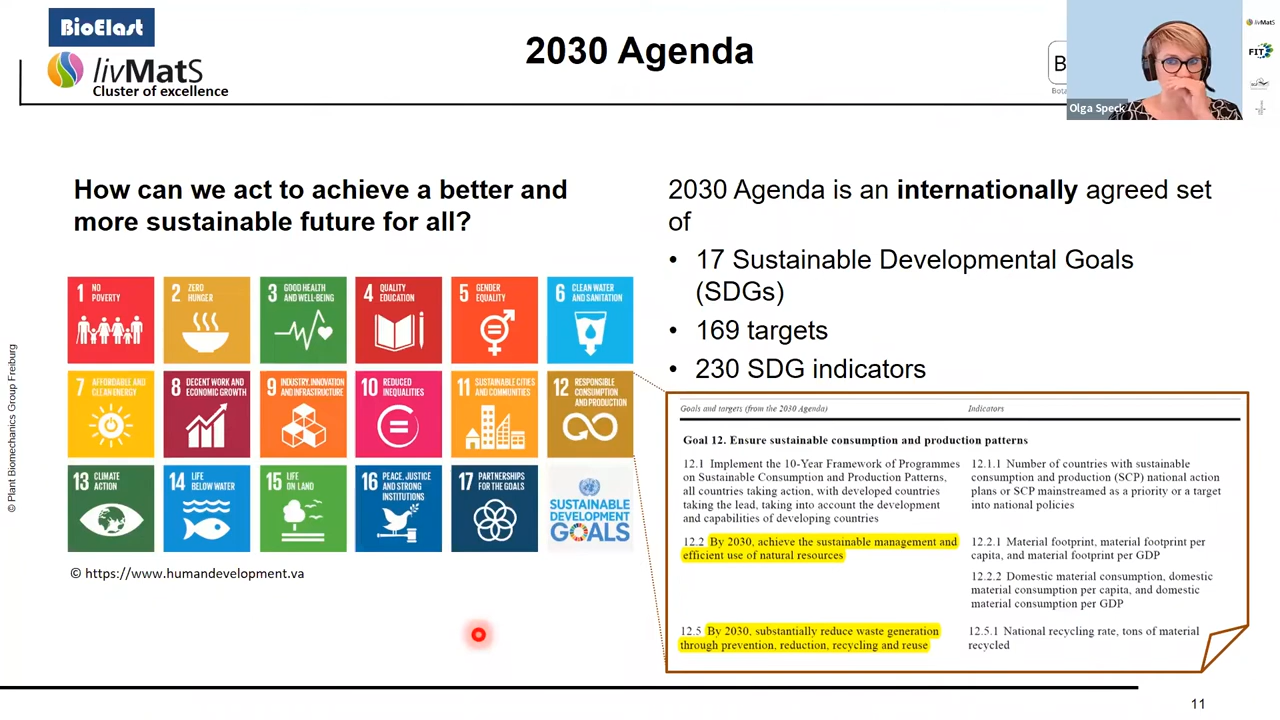 BioElast
livMatS
Cluster of excellence
2030 Agenda
B
Bota
Olga Speck
livMatS
FIT
How can we act to achieve a better and
more sustainable future for all?
1 NO
POVERTY
2 ZERO
HUNGER
3 GOOD HEALTH
AND WELL-BEING
4 QUALITY
EDUCATION
5 GENDER
EQUALITY
6 CLEAN WATER
AND SANITATION
7 AFFORDABLE AND
CLEAN ENERGY
8 DECENT WORK AND
ECONOMIC GROWTH
9 INDUSTRY, INNOVATION
AND INFRASTRUCTURE
10 REDUCED
INEQUALITIES
11 SUSTAINABLE CITIES
AND COMMUNITIES
12 RESPONSIBLE
CONSUMPTION
AND PRODUCTION
13 CLIMATE
ACTION
14 LIFE
BELOW WATER
15 LIFE
ON LAND
16 PEACE, JUSTICE
AND STRONG
INSTITUTIONS
17 PARTNERSHIPS
FOR THE GOALS
SUSTAINABLE
DEVELOPMENT
GOALS
© https://www.humandevelopment.va
2030 Agenda is an internationally agreed set
of
• 17 Sustainable Developmental Goals
(SDGs)
• 169 targets
• 230 SDG indicators
Goals and targets (from the 2030 Agenda)
Indicators
Goal 12. Ensure sustainable consumption and production patterns
12.1 Implement the 10-Year Framework of Programmes
on Sustainable Consumption and Production Patterns,
all countries taking action, with developed countries
taking the lead, taking into account the development
and capabilities of developing countries
12.1.1 Number of countries with sustainable
consumption and production (SCP) national action
plans or SCP mainstreamed as a priority or a target
into national policies
12.2 By 2030, achieve the sustainable management and
efficient use of natural resources
12.2.1 Material footprint, material footprint per
capita, and material footprint per GDP
12.2.2 Domestic material consumption, domestic
material consumption per capita, and domestic
material consumption per GDP
12.5 By 2030, substantially reduce waste generation
through prevention, reduction, recycling and reuse
12.5.1 National recycling rate, tons of material
recycled
© Plant Biomechanics Group Freiburg
11